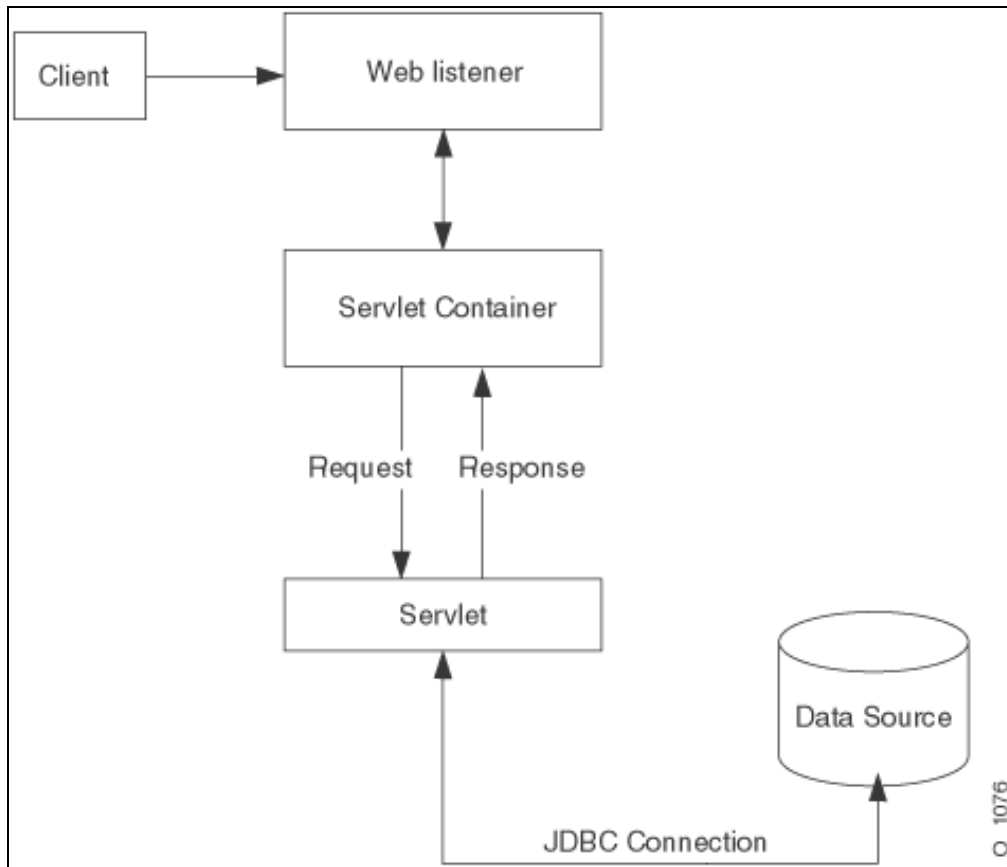 Client
Web listener
Servlet Container
Request
Response
Servlet
Data Source
JDBC Connection
O_1076